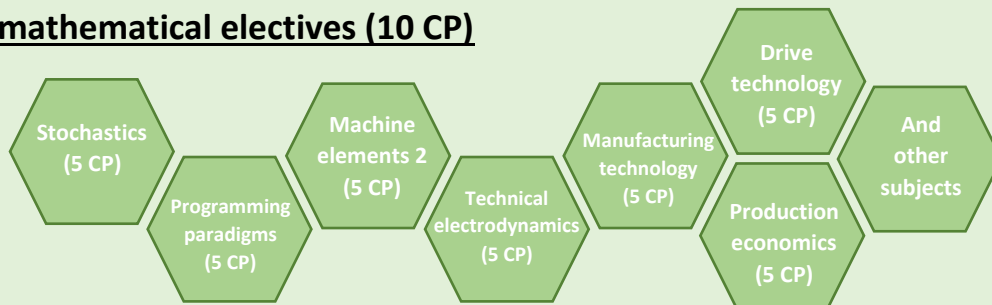 mathematical electives (10 CP)
Stochastics
(5 CP)
Programming
paradigms
(5 CP)
Machine
elements 2
(5 CP)
Technical
electrodynamics
(5 CP)
Manufacturing
technology
(5 CP)
Drive
technology
(5 CP)
Production
economics
(5 CP)
And
other
subjects